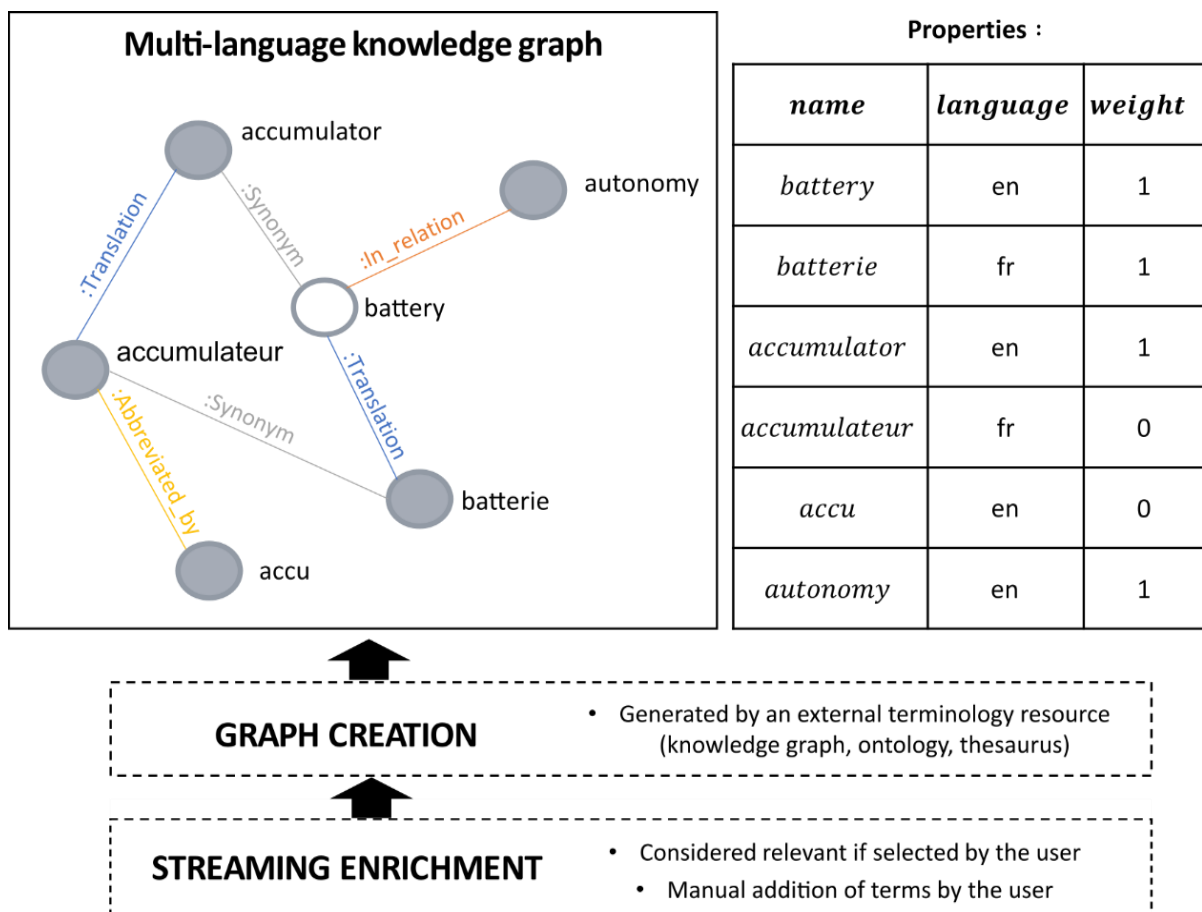 Multi-language knowledge graph
accumulator
autonomy
:Synonym
:Translation
:In_relation
battery
accumulateur
:Translation
:Synonym
:Abbreviated_by
batterie
accu
Properties :
name language weight
battery en 1
batterie fr 1
accumulator en 1
accumulateur fr 0
accu en 0
autonomy en 1
GRAPH CREATION
• Generated by an external terminology resource
(knowledge graph, ontology, thesaurus)
STREAMING ENRICHMENT
• Considered relevant if selected by the user
• Manual addition of terms by the user